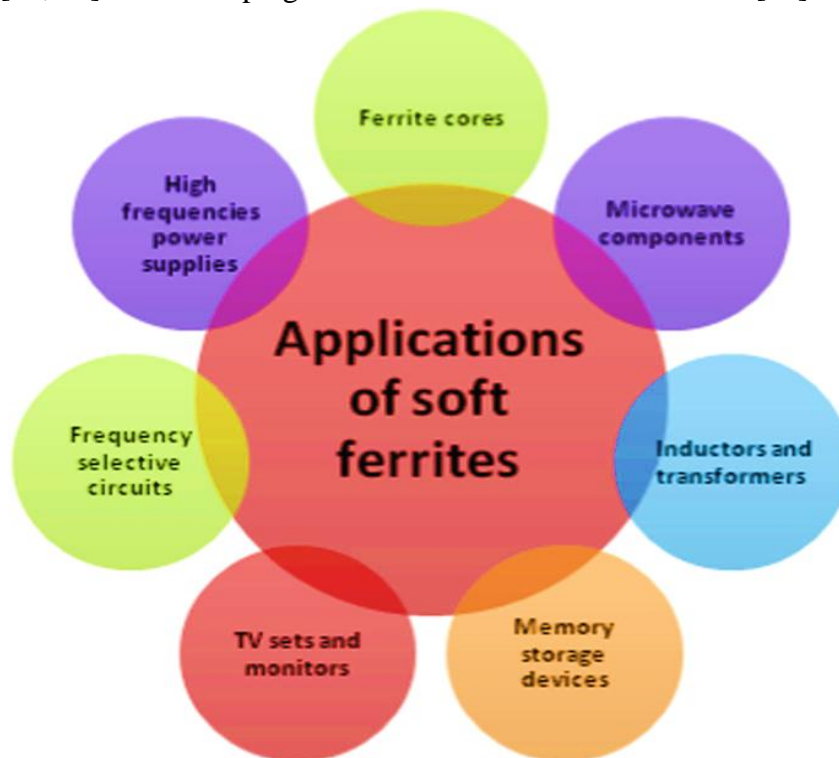 Ferrite cores
High
frequencies
power
supplies
Microwave
components
Applications
of soft
ferrites
Frequency
selective
circuits
Inductors and
transformers
TV sets and
monitors
Memory
storage
devices